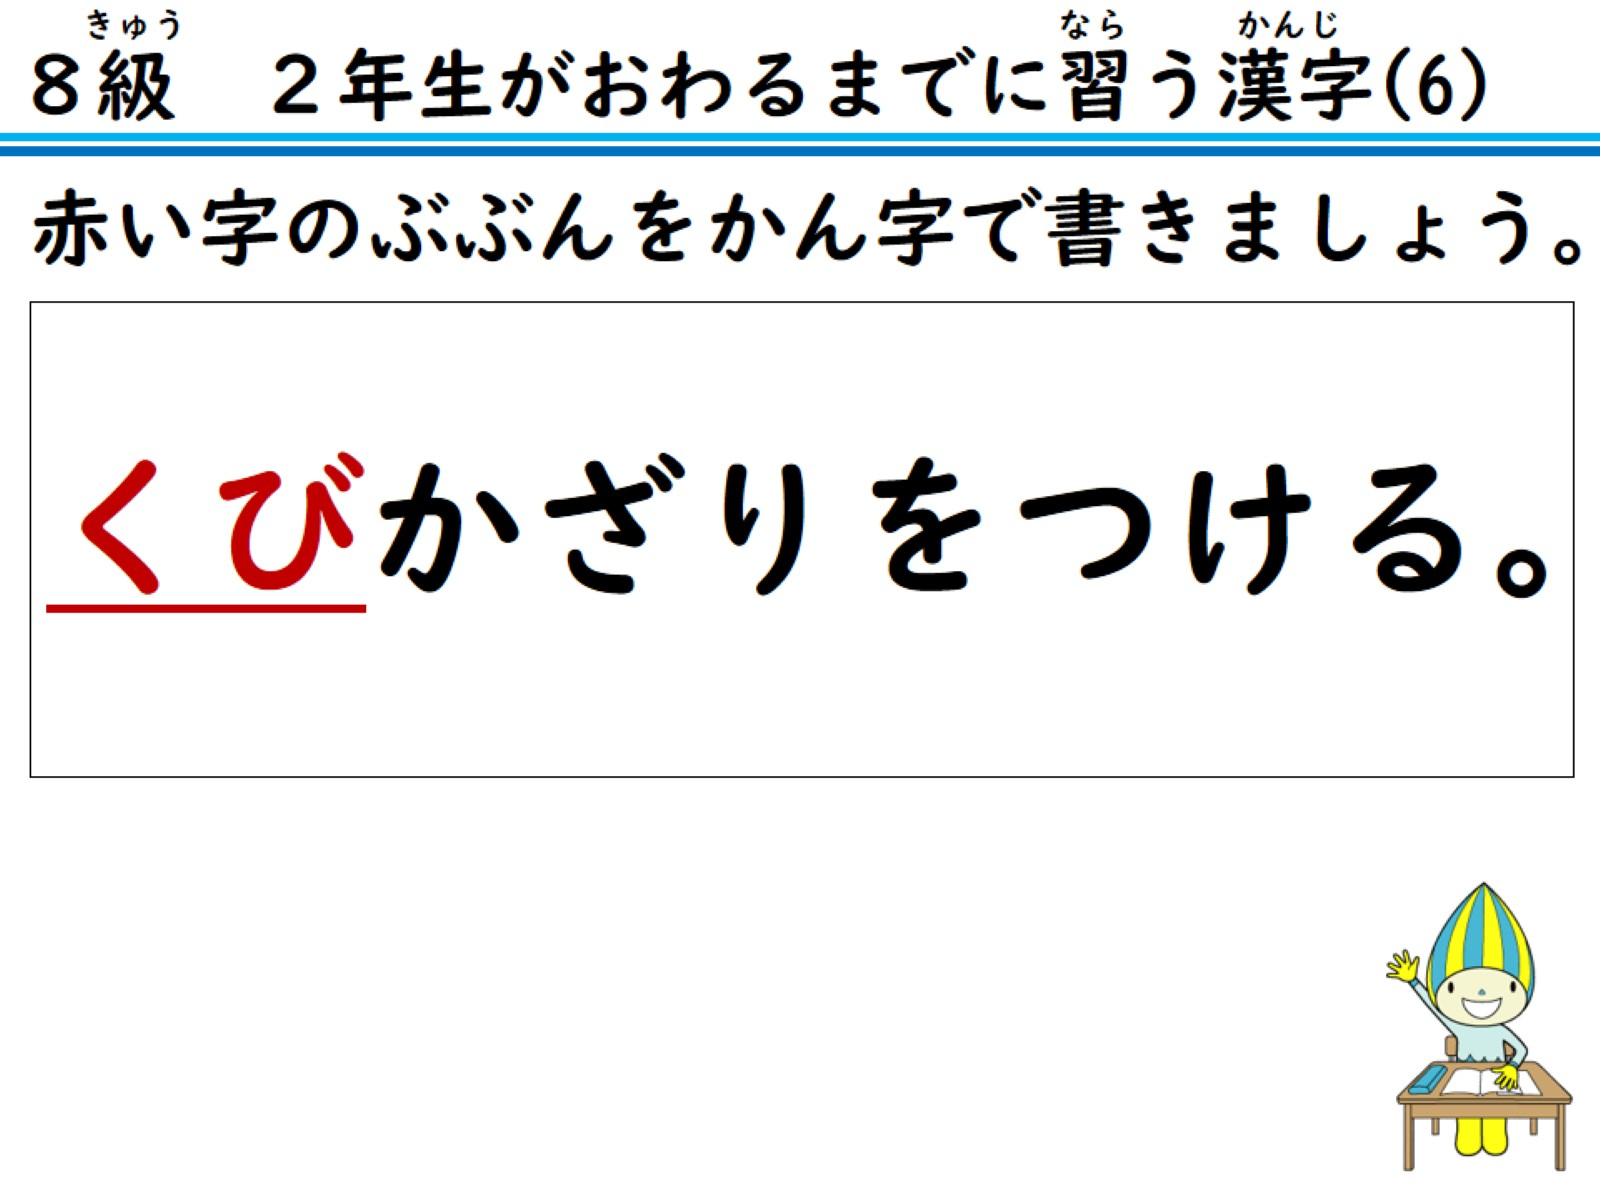 きゅう なら かんじ
８級　２年生がおわるまでに習う漢字(6)
赤い字のぶぶんをかん字で書きましょう。
くびかざりをつける。